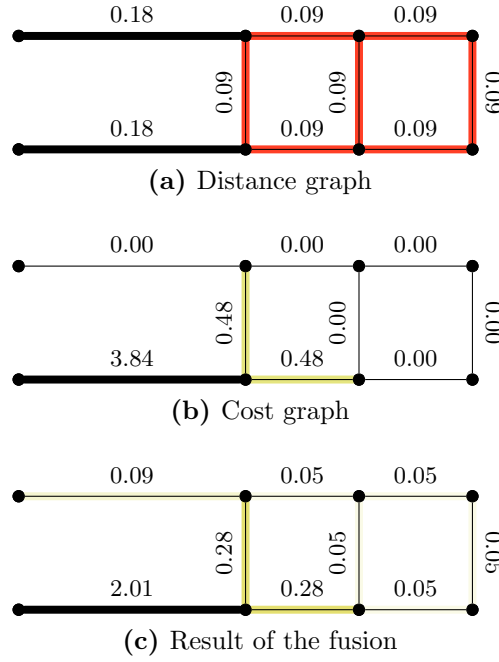 0.18 0.09 0.09
0.09 0.09 0.09
0.18 0.09 0.09
(a) Distance graph
0.00 0.00 0.00
0.48 0.00 0.00
3.84 0.48 0.00
(b) Cost graph
0.09 0.05 0.05
0.28 0.05 0.05
2.01 0.28 0.05
(c) Result of the fusion